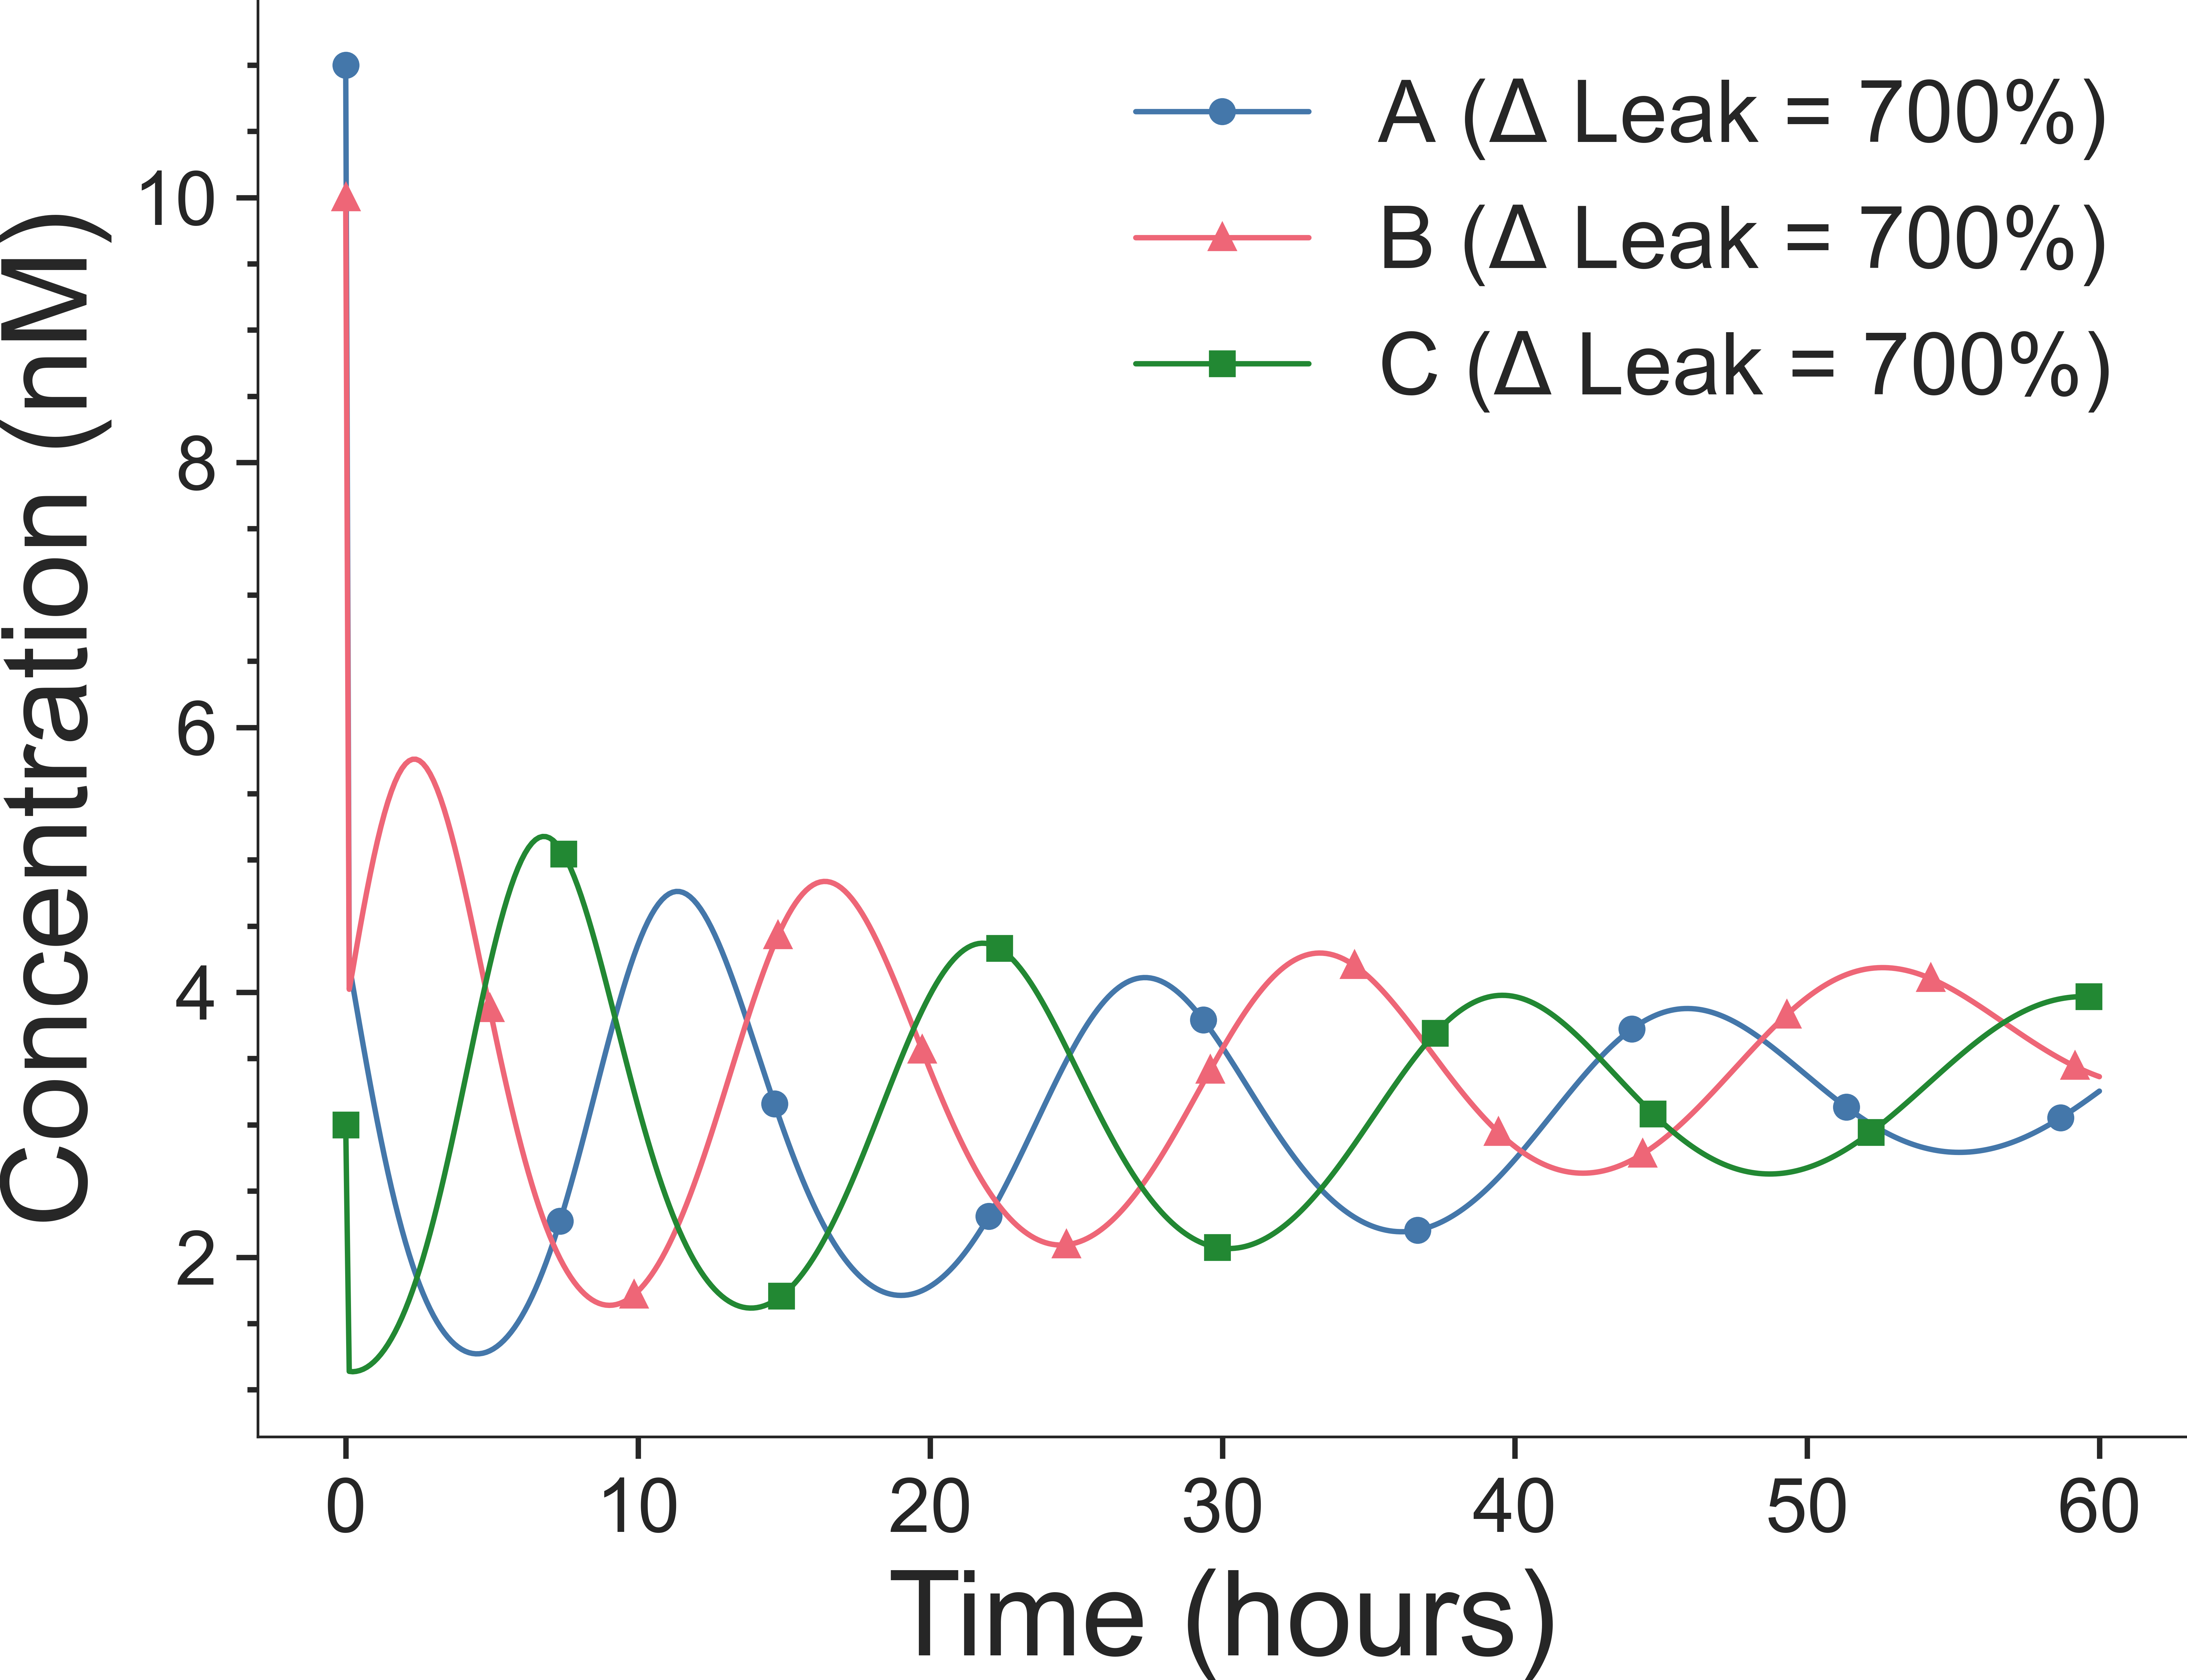 A (Δ Leak = 700%)
B (Δ Leak = 700%)
C (Δ Leak = 700%)
Concentration (nM)
10
8
6
4
2
0 10 20 30 40 50 60
Time (hours)